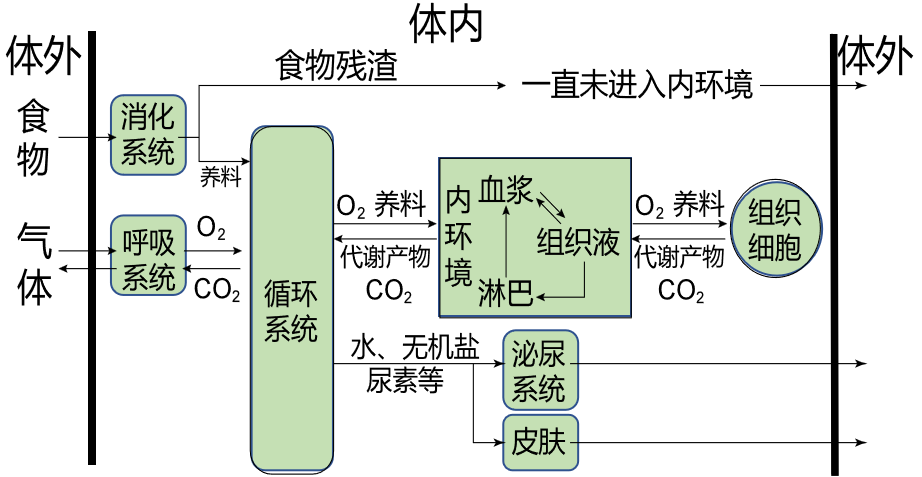 体内
体外
体外
食物残渣
一直未进入内环境
食
物
消化
系统
养料
气
体
呼吸
系统
O₂
CO₂
循环
系统
O₂ 养料
代谢产物
CO₂
内
环
境
血浆
组织液
淋巴
O₂ 养料
代谢产物
CO₂
组织
细胞
水、无机盐
尿素等
泌尿
系统
皮肤